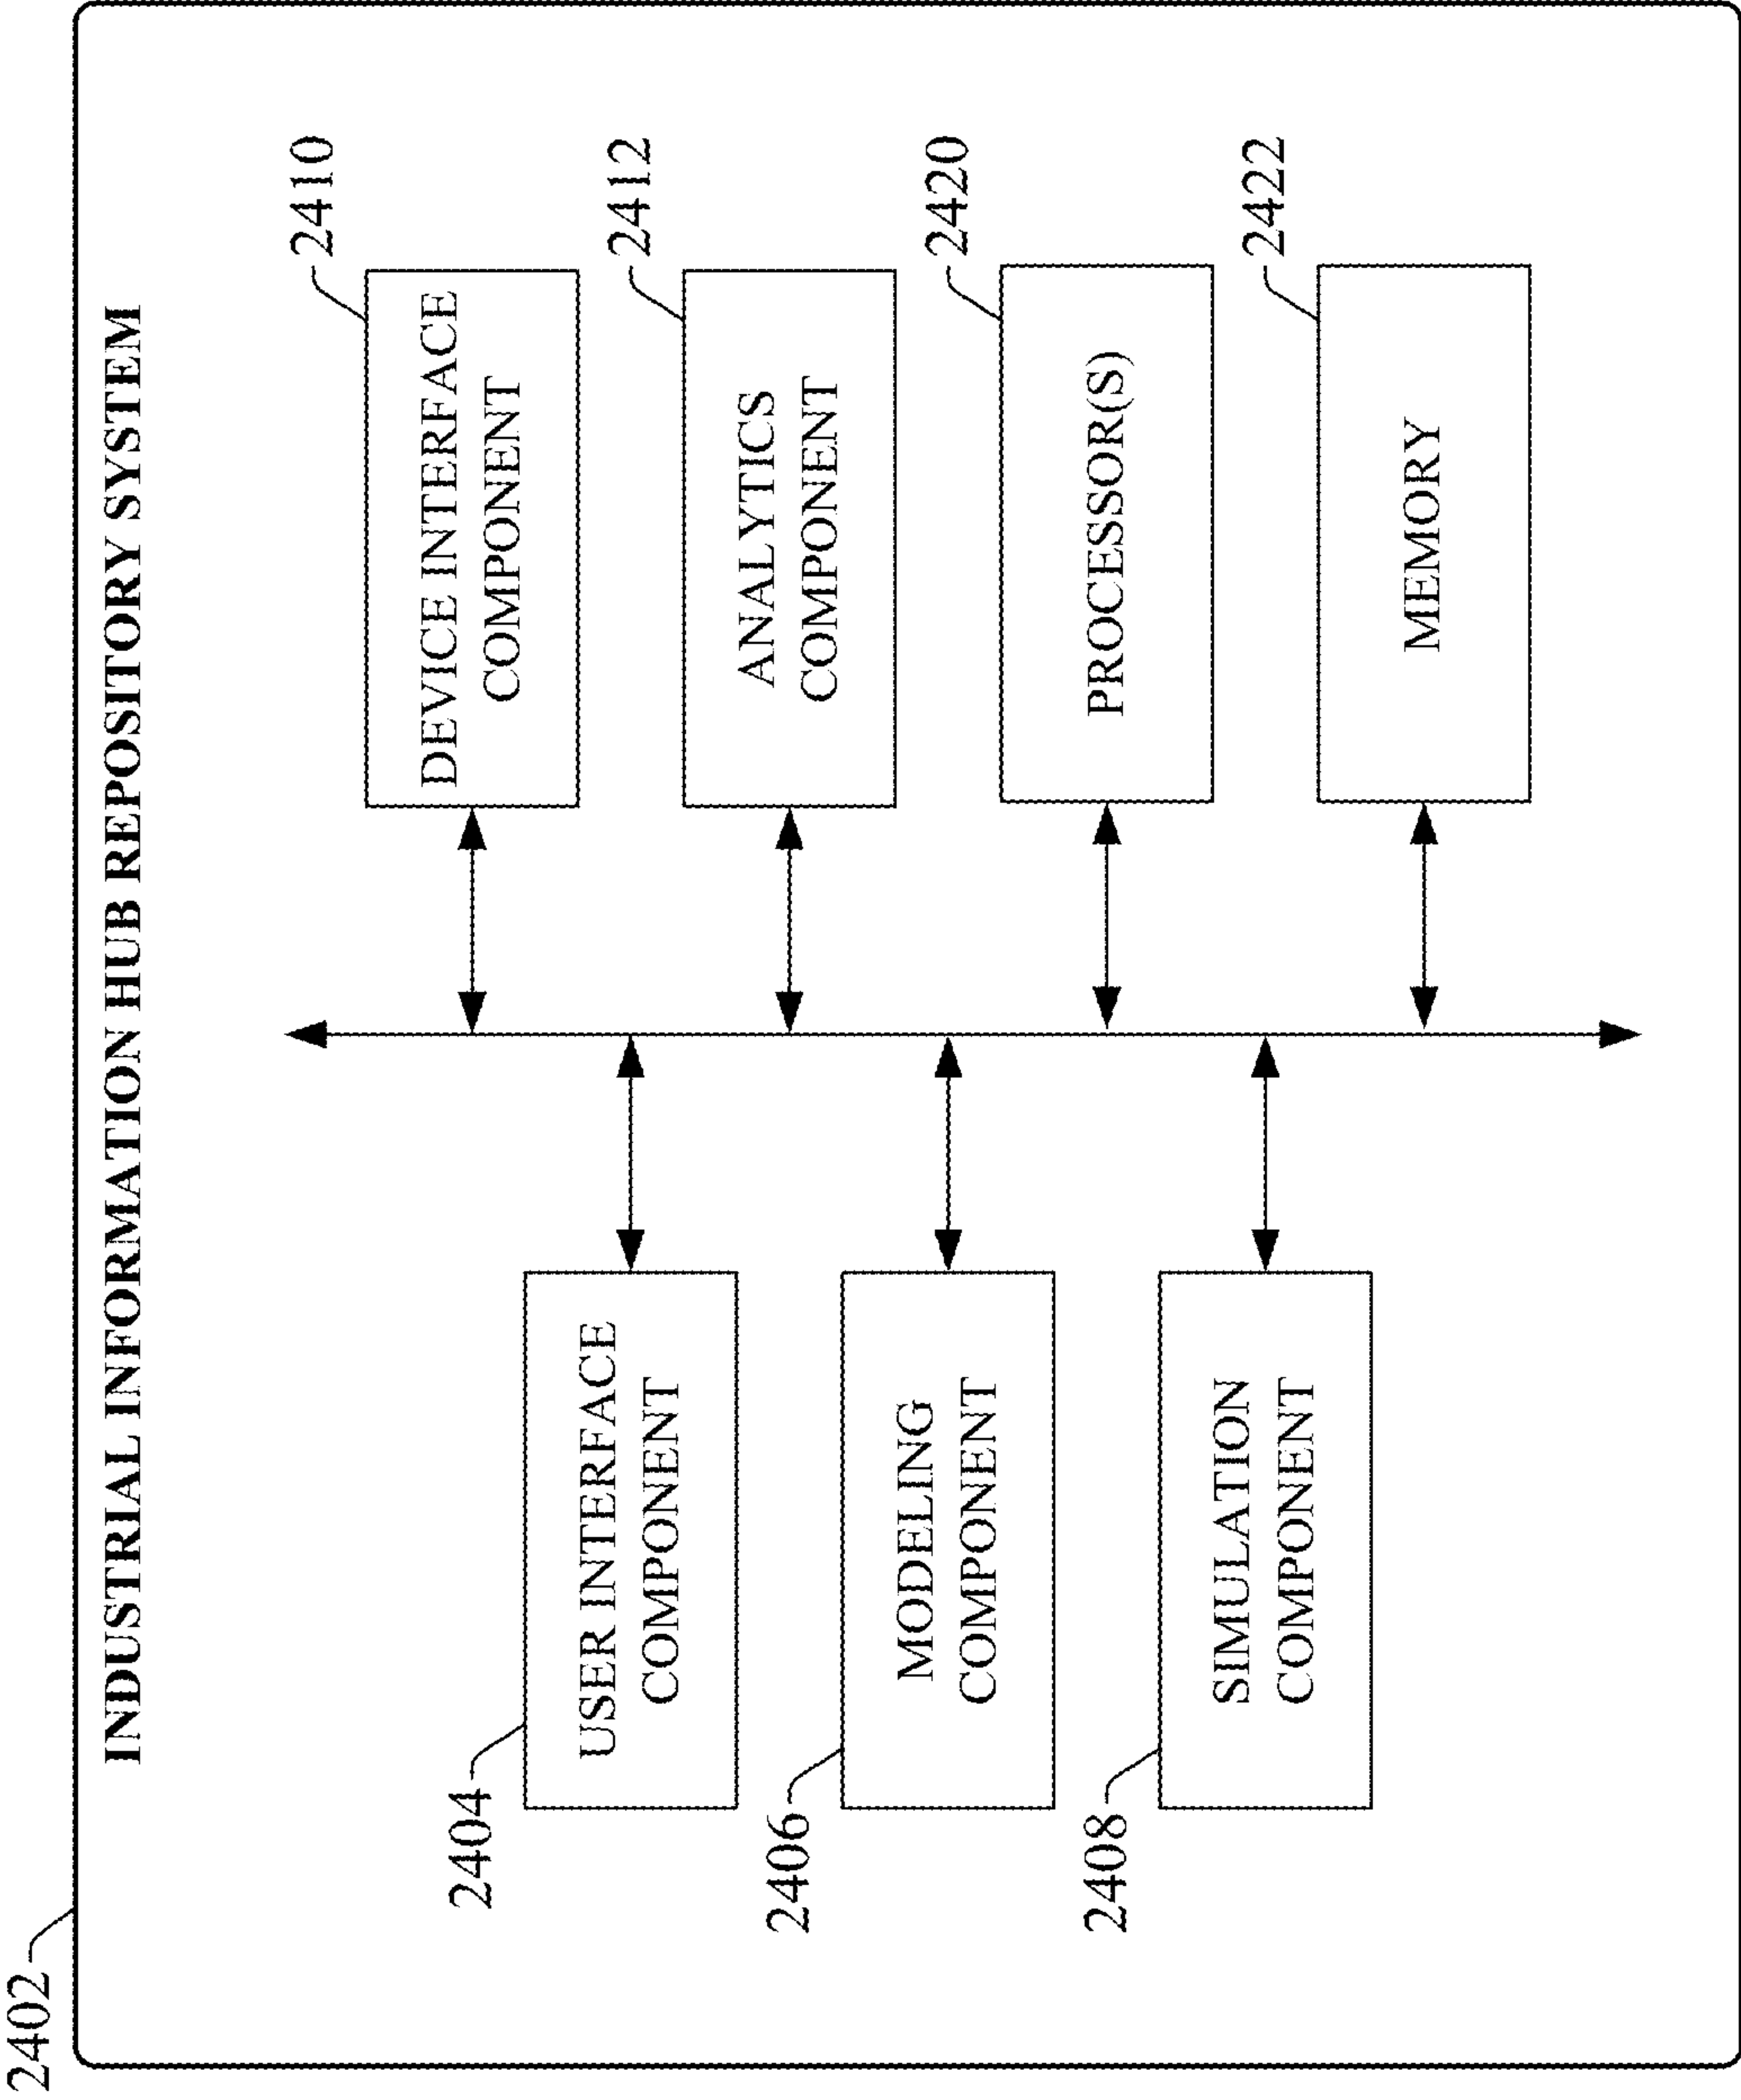 2402
INDUSTRIAL INFORMATION HUB REPOSITORY SYSTEM
2404
USER INTERFACE
COMPONENT
2406
MODELING
COMPONENT
2408
SIMULATION
COMPONENT
2410
DEVICE INTERFACE
COMPONENT
2412
ANALYTICS
COMPONENT
2420
PROCESSOR(S)
2422
MEMORY